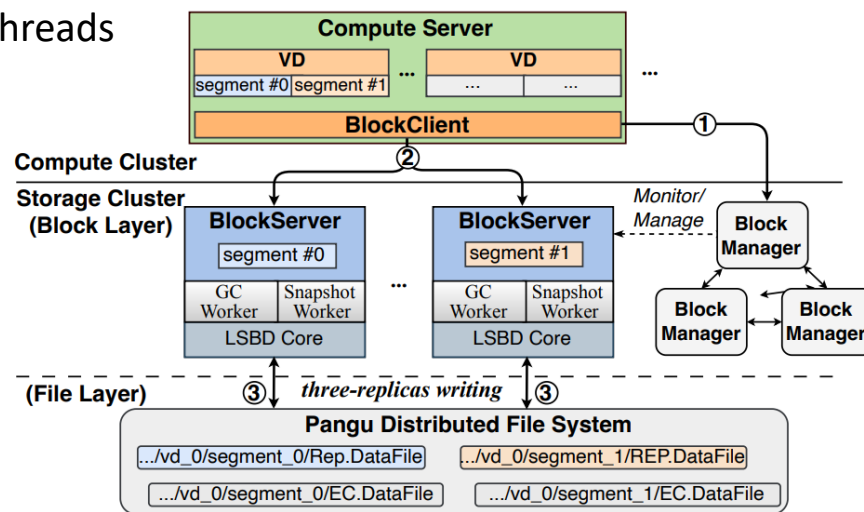 hreads
Compute Server
VD
VD
segment #0
segment #1
...
...
...
...
BlockClient
①
②
Compute Cluster
Storage Cluster
(Block Layer)
BlockServer
segment #0
GC
Worker
Snapshot
Worker
LSBD Core
...
BlockServer
segment #1
GC
Worker
Snapshot
Worker
LSBD Core
Monitor/
Manage
Block
Manager
Block
Manager
Block
Manager
(File Layer)
③
three-replicas writing
③
Pangu Distributed File System
.../vd_0/segment_0/Rep.DataFile
.../vd_0/segment_1/REP.DataFile
.../vd_0/segment_0/EC.DataFile
.../vd_0/segment_1/EC.DataFile